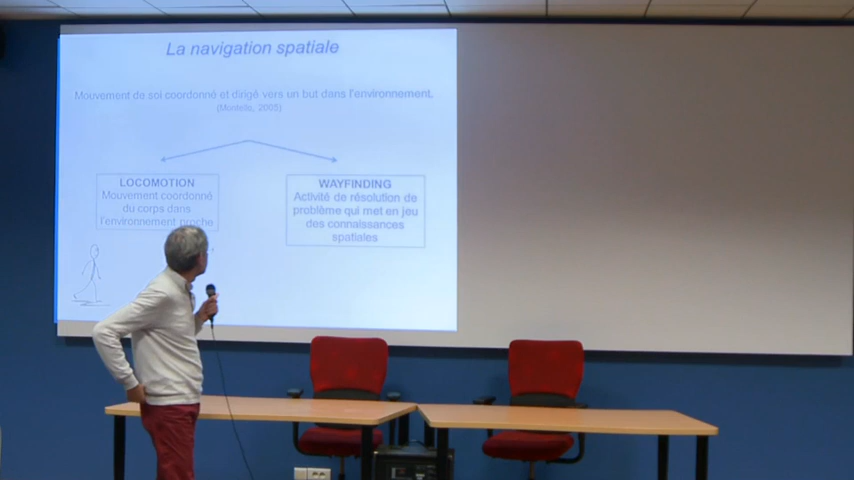 La navigation spatiale
Mouvement de soi coordonné et dirigé vers un but dans l'environnement.
(Montello, 2005)
LOCOMOTION
Mouvement coordonné
du corps dans
l'environnement proche
WAYFINDING
Activité de résolution de
problème qui met en jeu
des connaissances
spatiales